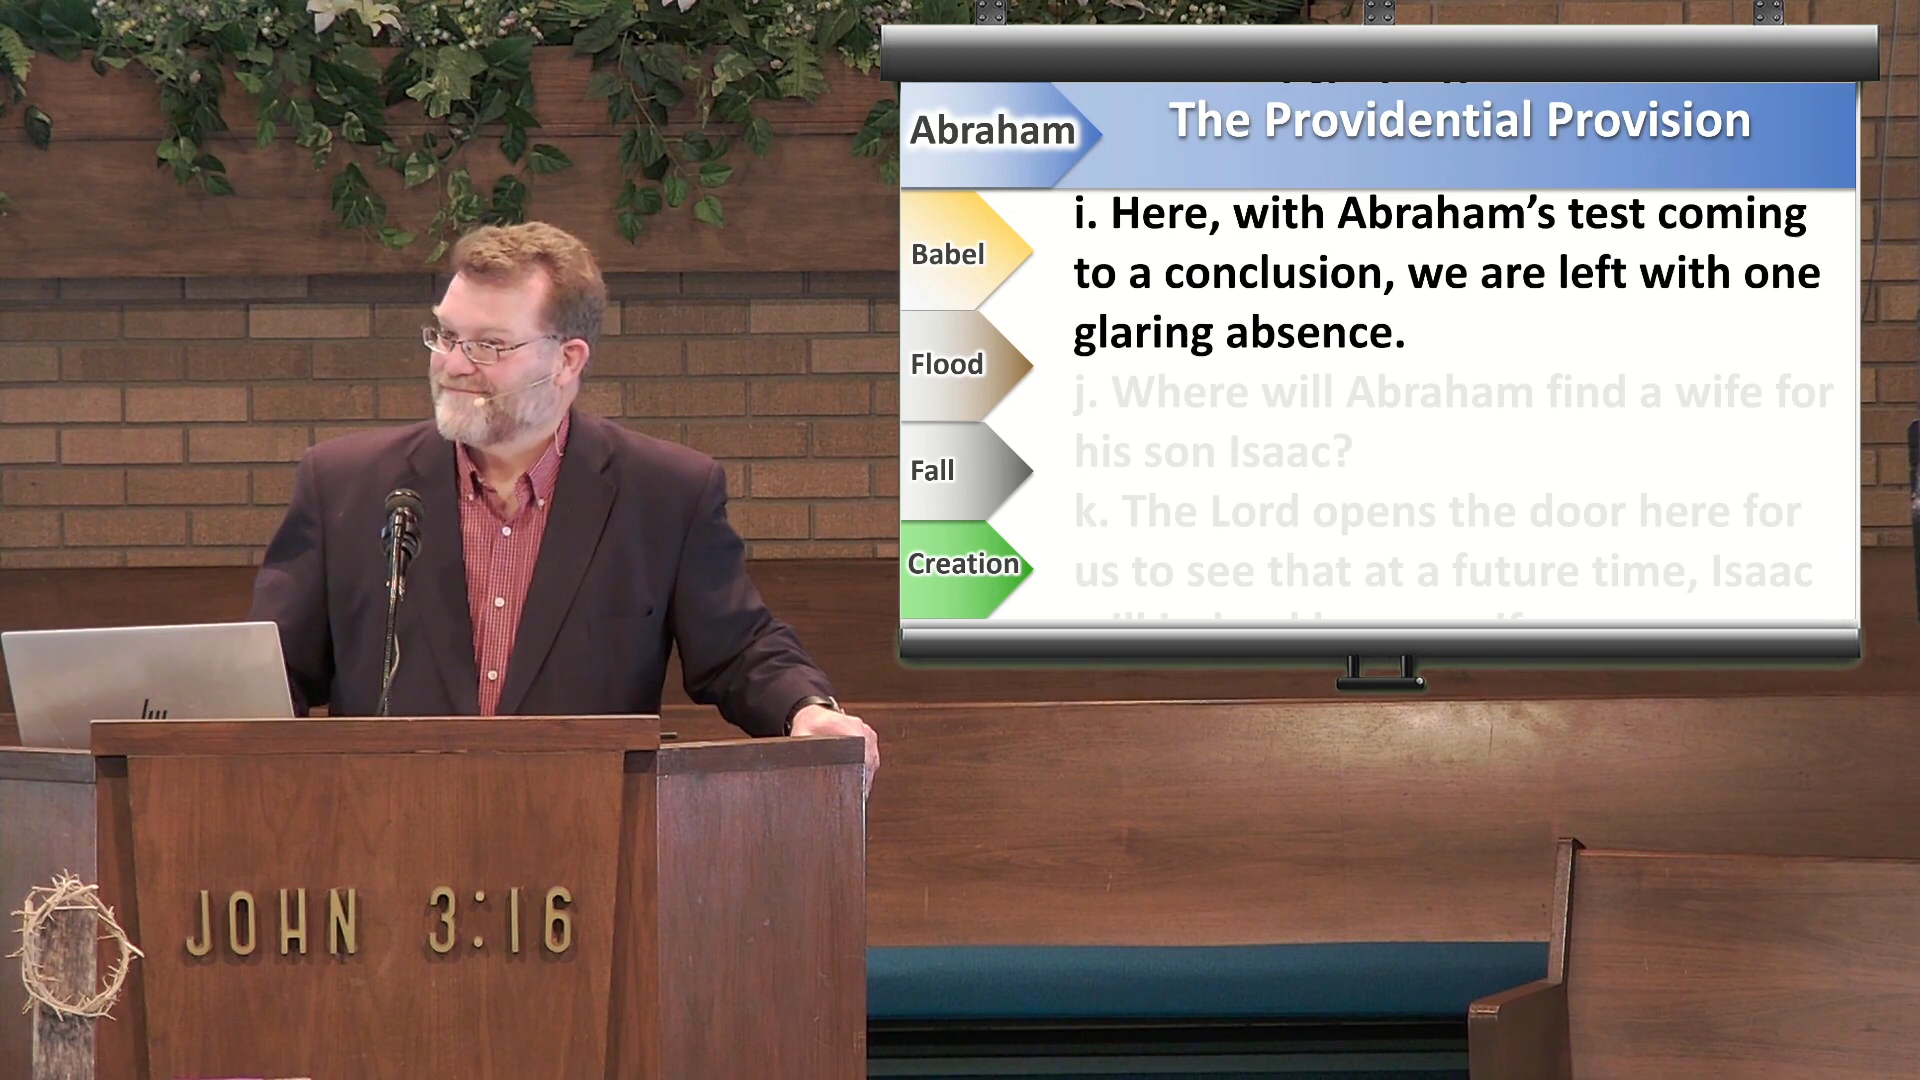 Abraham
The Providential Provision
i. Here, with Abraham’s test coming
to a conclusion, we are left with one
glaring absence.
j. Where will Abraham find a wife for
his son Isaac?
k. The Lord opens the door here for
us to see that at a future time, Isaac
Babel
Flood
Fall
Creation
hp
JOHN 3:16